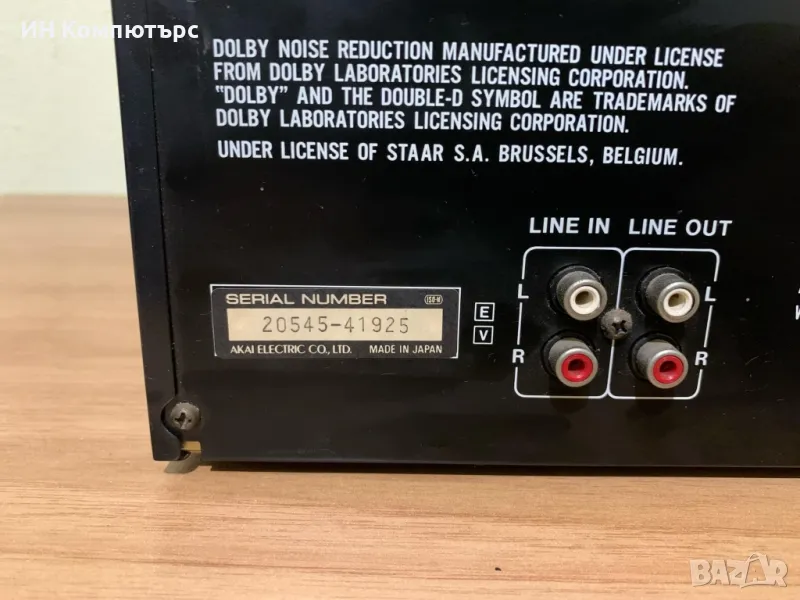 ИН Компютърс
DOLBY NOISE REDUCTION MANUFACTURED UNDER LICENSE
FROM DOLBY LABORATORIES LICENSING CORPORATION.
"DOLBY" AND THE DOUBLE-D SYMBOL ARE TRADEMARKS OF
DOLBY LABORATORIES LICENSING CORPORATION.
UNDER LICENSE OF STAAR S.A. BRUSSELS, BELGIUM.
LINE IN LINE OUT
L L
R R
SERIAL NUMBER
20545-41925
AKAI ELECTRIC CO., LTD. MADE IN JAPAN
E
V
BAZAR